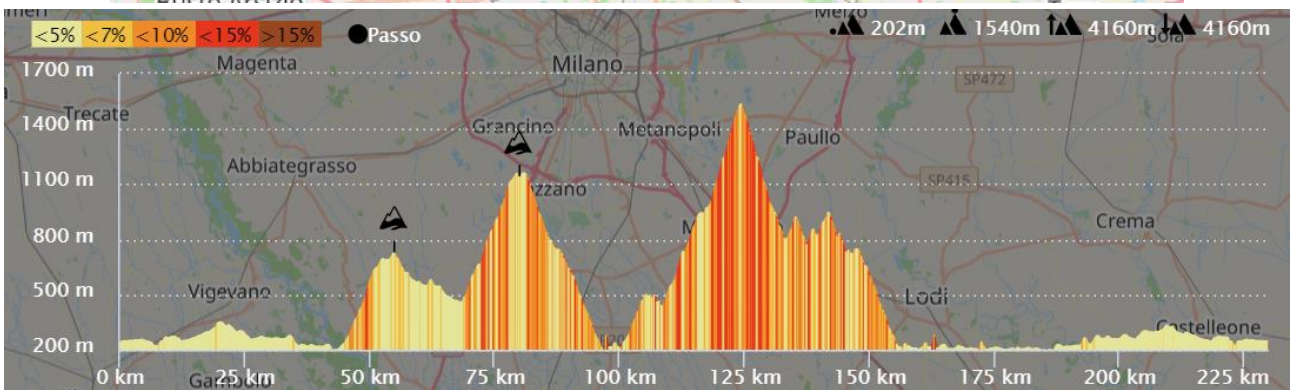 <5% <7% <10% <15% >15% Passo 202m 1540m 4160m 4160m
1700 m
Magenta Milano SP472
Trecate
1400 m Grancino Metanopoli Paullo
Abbiategrasso
1100 m zzano SP415
Crema
800 m
500 m Vigevano Lodi
Castelleone
200 m
0 km 25 km 50 km 75 km 100 km 125 km 150 km 175 km 200 km 225 km